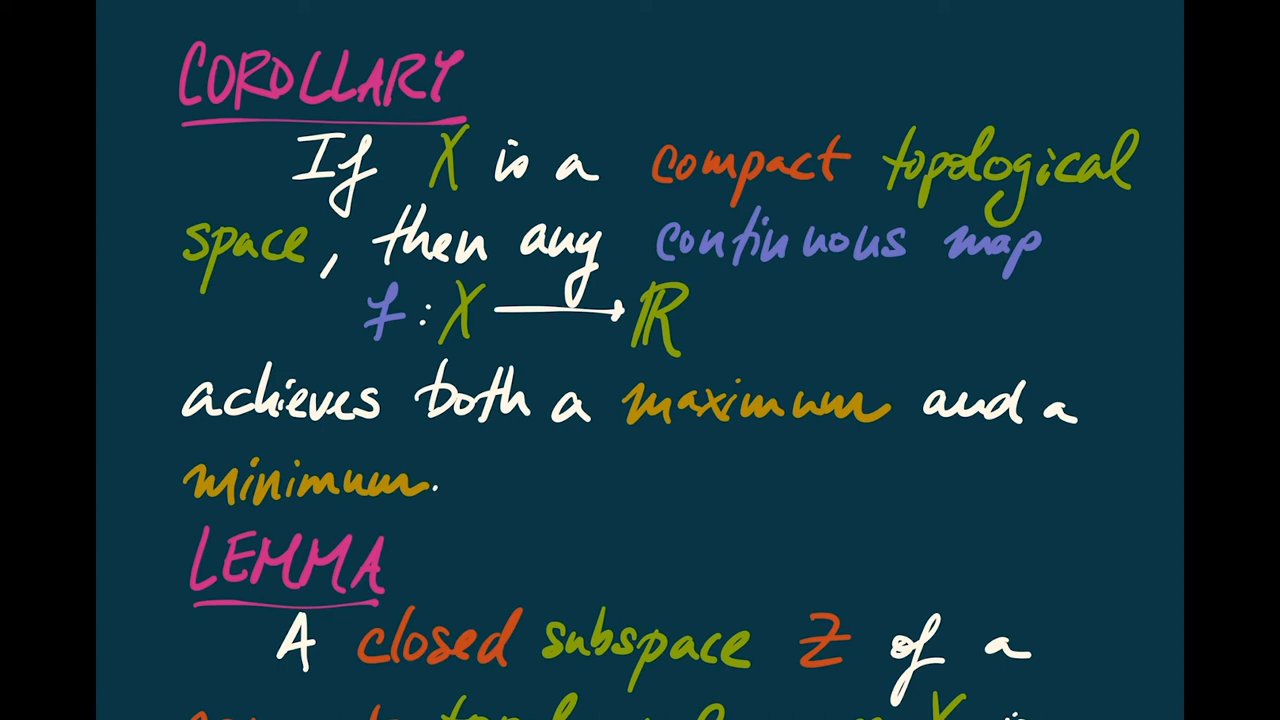 COROLLARY
If X is a compact topological
space, then any continuous map
f : X ⟶ ℝ
achieves both a maximum and a
minimum.
LEMMA
A closed subspace Z of a